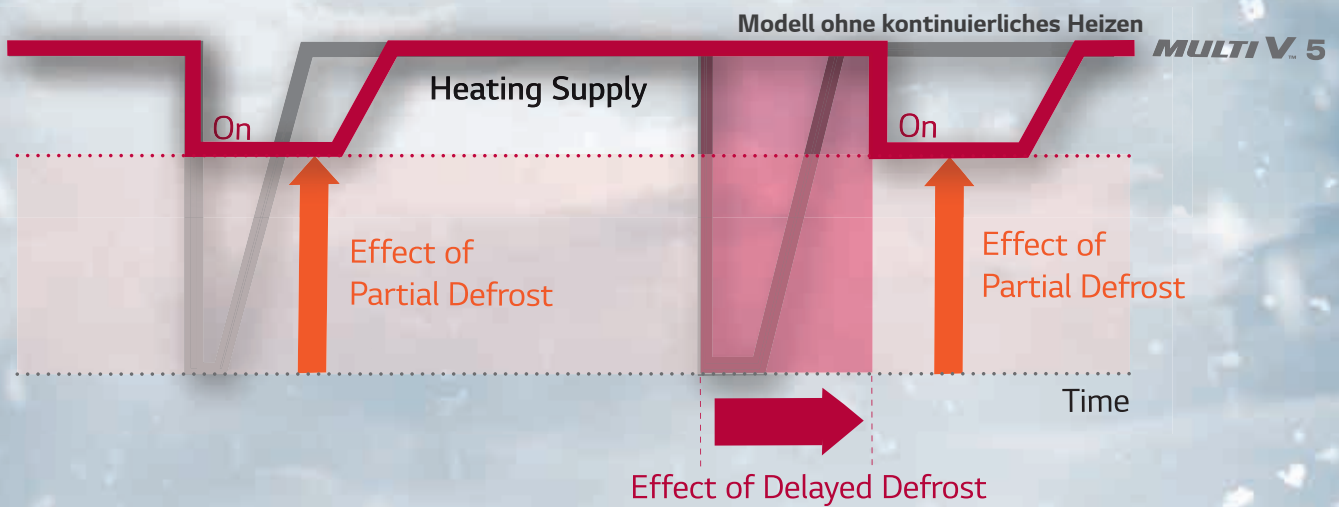 Modell ohne kontinuierliches Heizen
MULTI V™ 5
Heating Supply
On
On
Effect of
Partial Defrost
Effect of
Partial Defrost
Time
Effect of Delayed Defrost